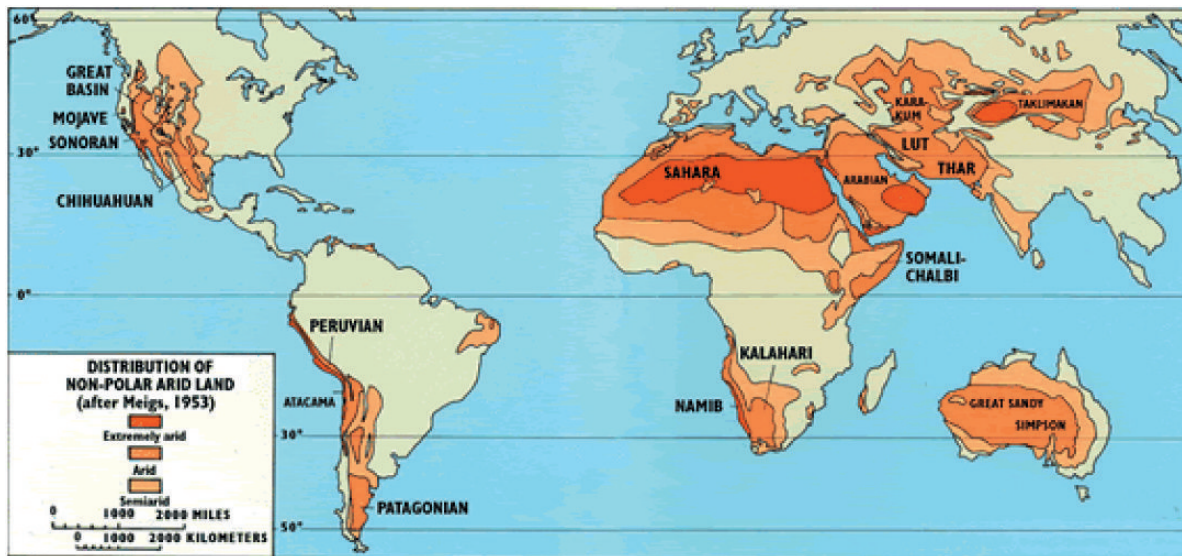 60°
GREAT
BASIN
MOJAVE
SONORAN
30°
CHIHUAHUAN
KARA-
KUM
TAKLIMAKAN
LUT
THAR
SAHARA
ARABIAN
SOMALI-
CHALBI
0°
PERUVIAN
ATACAMA
KALAHARI
NAMIB
GREAT SANDY
SIMPSON
30°
PATAGONIAN
50°
DISTRIBUTION OF
NON-POLAR ARID LAND
(after Meigs, 1953)
Extremely arid
Arid
Semiarid
0 1000 2000 MILES
0 1000 2000 KILOMETERS